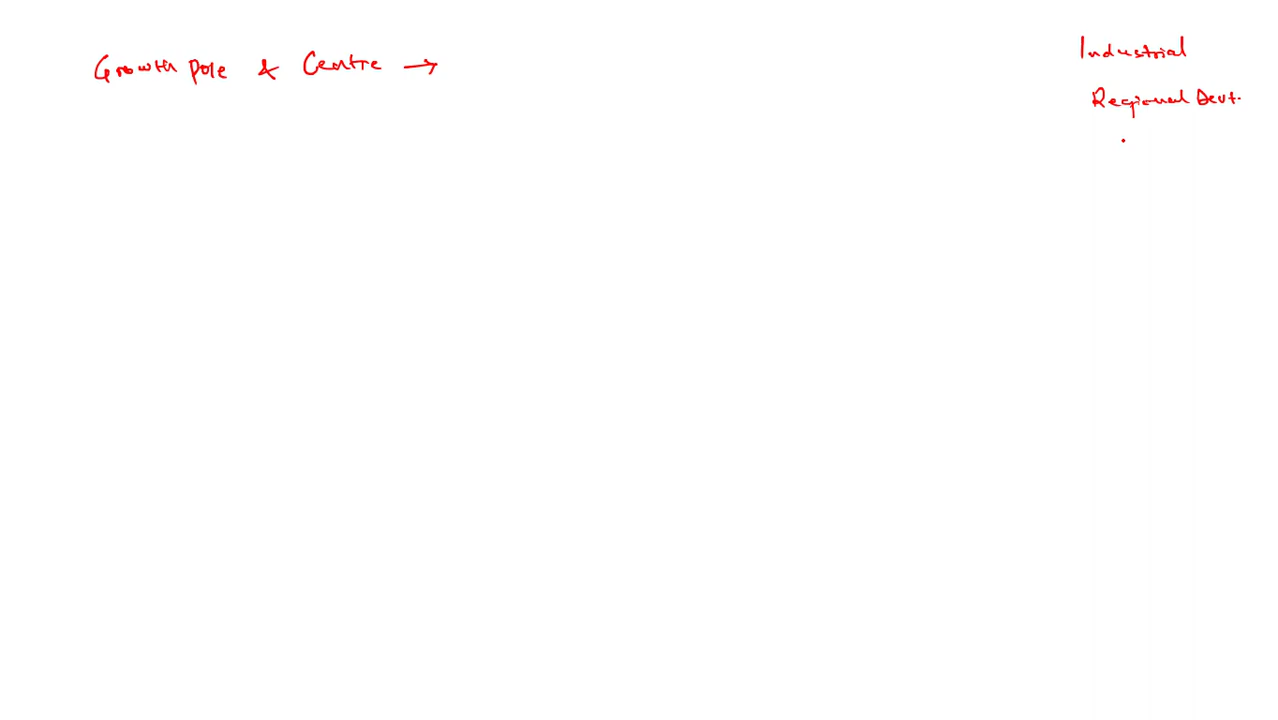 Growth Pole & Centre →
Industrial
Regional Devt.